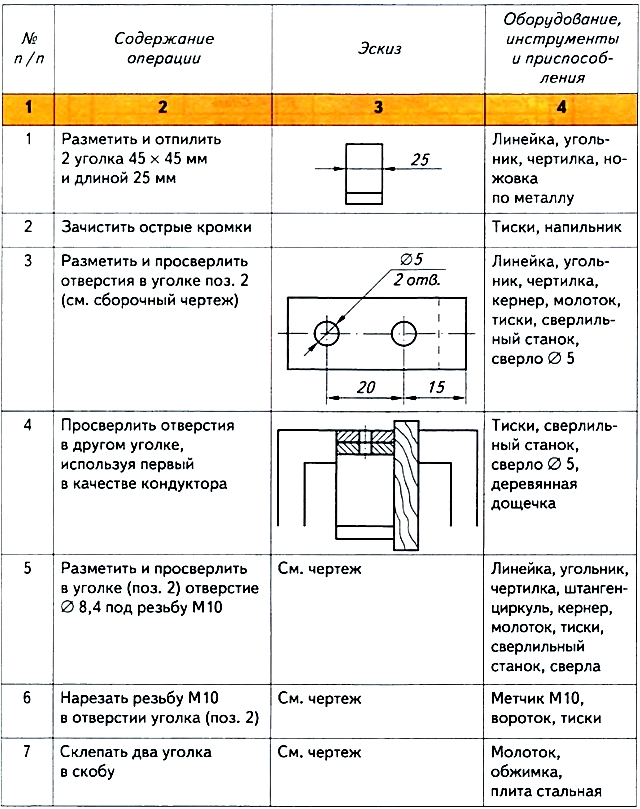 №
п/п
Содержание
операции
Эскиз
Оборудование,
инструменты
и приспособ-
ления
1
2
3
4
1
Разметить и отпилить
2 уголка 45 × 45 мм
и длиной 25 мм
25
Линейка, уголь-
ник, чертилка, но-
жовка
по металлу
2
Зачистить острые кромки
Тиски, напильник
3
Разметить и просверлить
отверстия в уголке поз. 2
(см. сборочный чертеж)
∅5
2 отв.
20
15
Линейка, уголь-
ник, чертилка,
кернер, молоток,
тиски, сверлиль-
ный станок,
сверло ∅ 5
4
Просверлить отверстия
в другом уголке,
используя первый
в качестве кондуктора
Тиски, сверлиль-
ный станок,
сверло ∅ 5,
деревянная
дощечка
5
Разметить и просверлить
в уголке (поз. 2) отверстие
∅ 8,4 под резьбу М10
См. чертеж
Линейка, угольник,
чертилка, штанген-
циркуль, кернер,
молоток, тиски,
сверлильный
станок, сверла
6
Нарезать резьбу М10
в отверстии уголка (поз. 2)
См. чертеж
Метчик М10,
вороток, тиски
7
Склепать два уголка
в скобу
См. чертеж
Молоток,
обжимка,
плита стальная